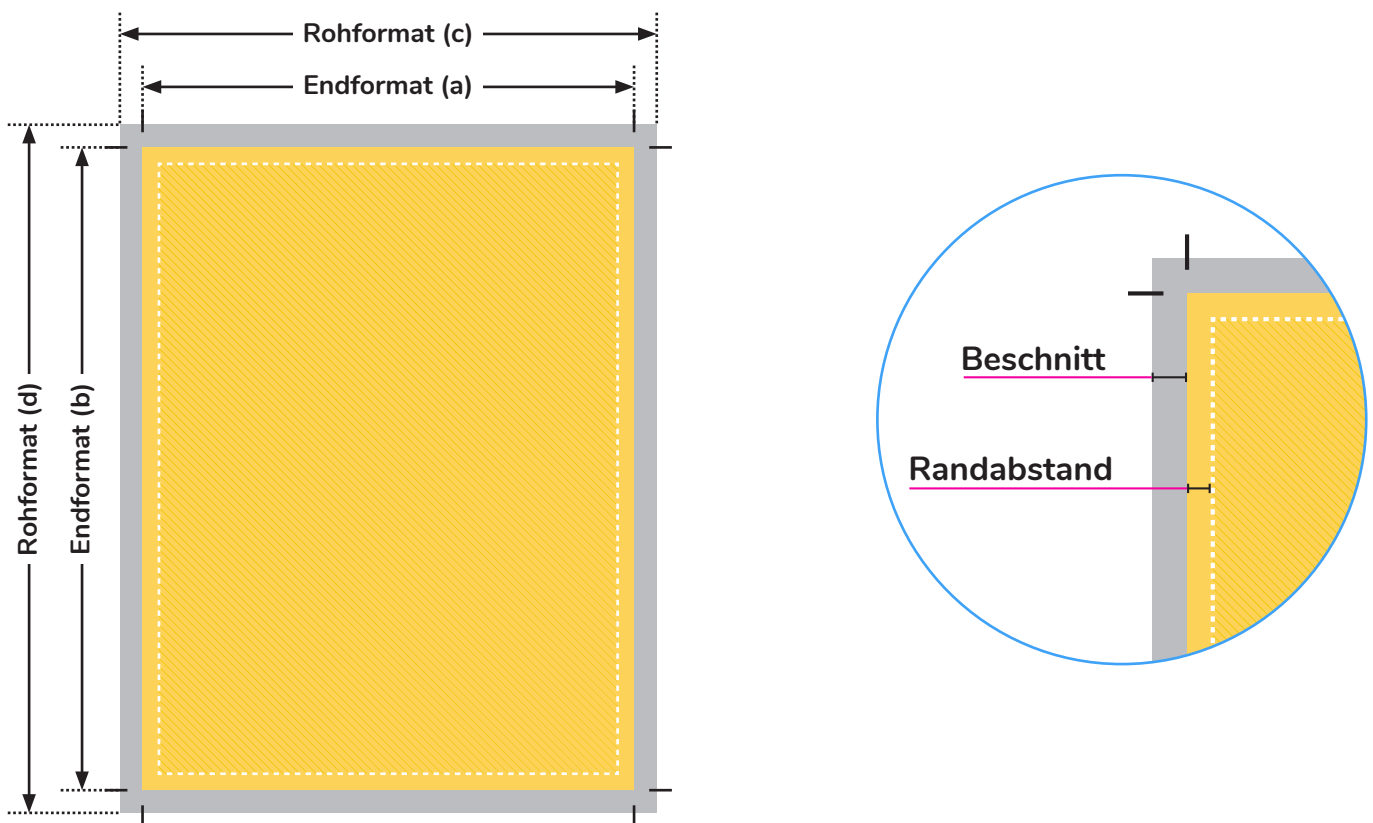 Rohformat (c)
Endformat (a)
Rohformat (d)
Endformat (b)
Beschnitt
Randabstand